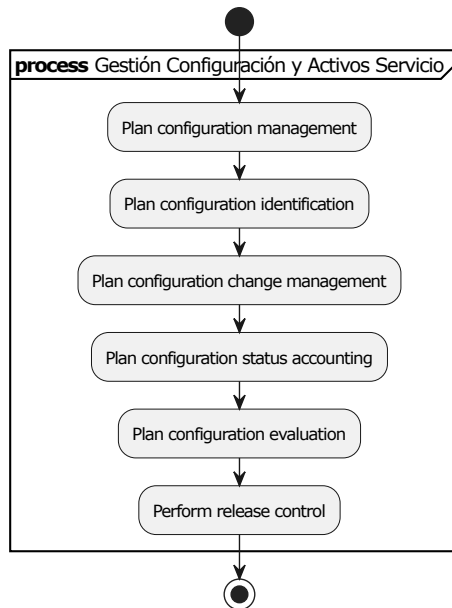 process Gestión Configuración y Activos Servicio
Plan configuration management
Plan configuration identification
Plan configuration change management
Plan configuration status accounting
Plan configuration evaluation
Perform release control